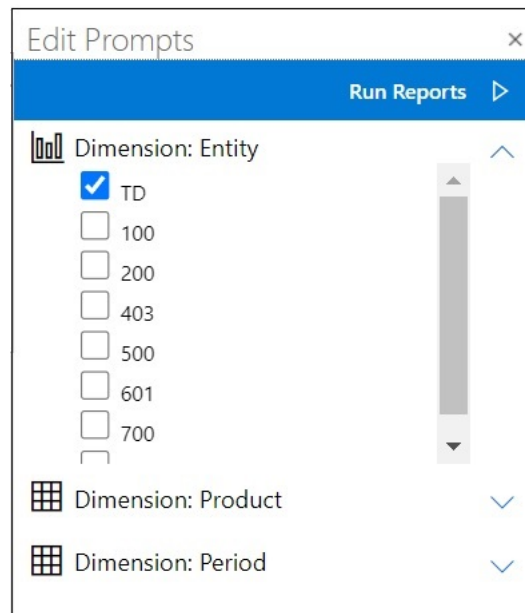 Edit Prompts
Run Reports
Dimension: Entity
TD
100
200
403
500
601
700
Dimension: Product
Dimension: Period